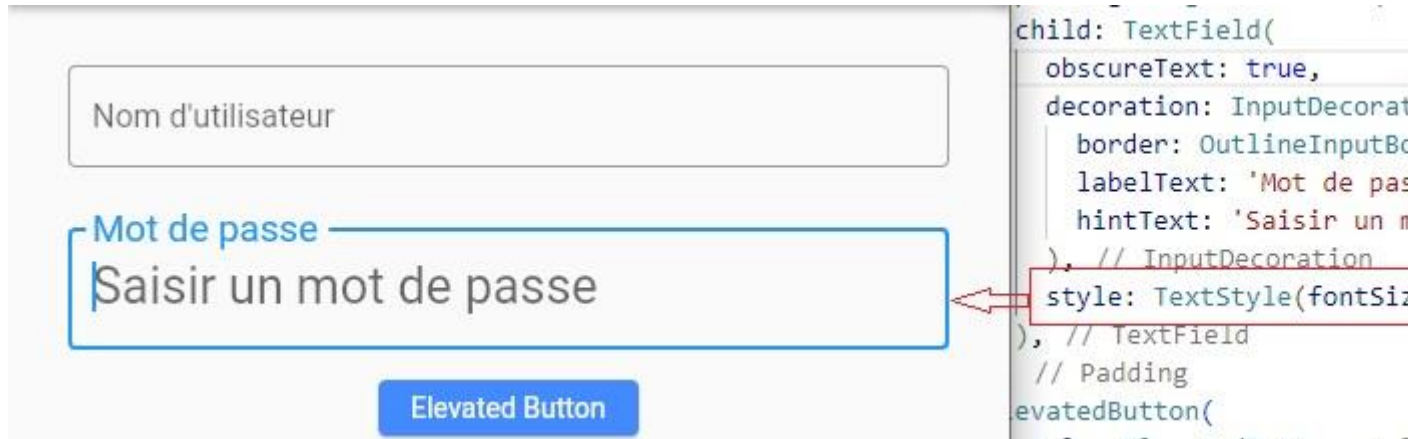 Nom d'utilisateur
Mot de passe
Saisir un mot de passe
Elevated Button
child: TextField(
obscureText: true,
decoration: InputDecorat
border: OutlineInputBo
labelText: 'Mot de pas
hintText: 'Saisir un m
), // InputDecoration
style: TextStyle(fontSiz
), // TextField
// Padding
evatedButton(